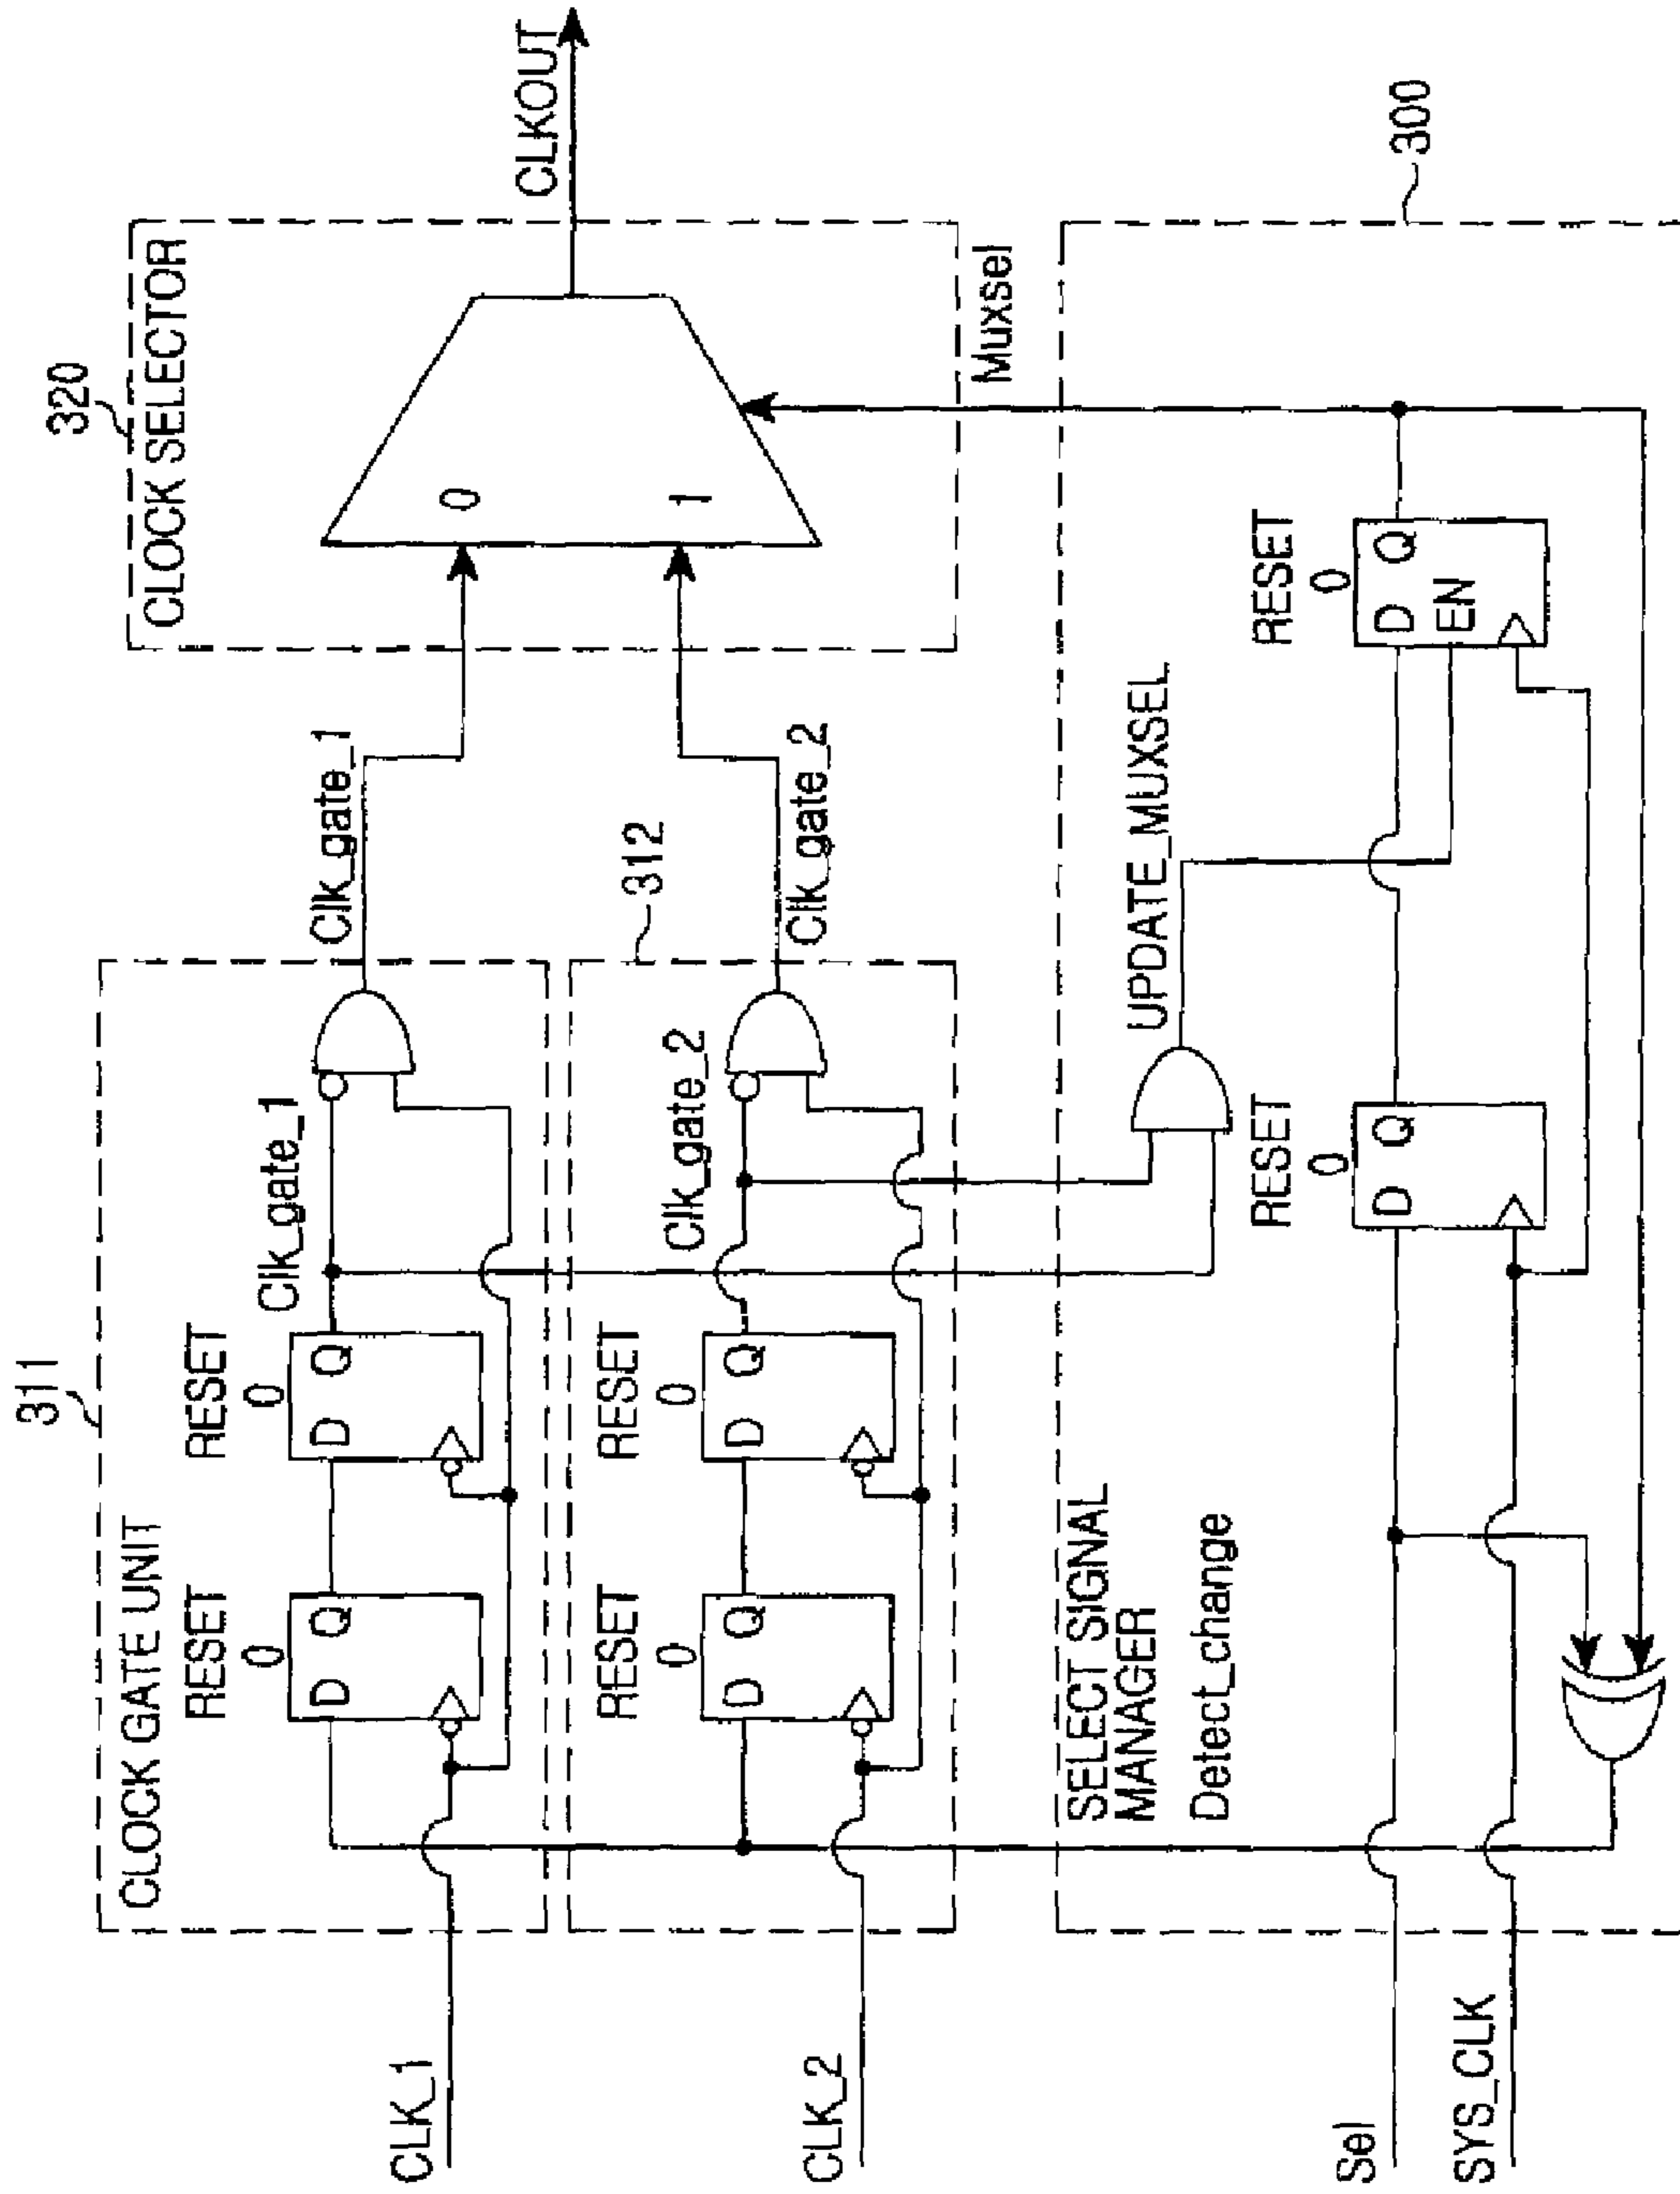 311
CLOCK GATE UNIT
RESET
0
D Q
RESET
0
D Q
Clk_gate_1
Clk_gate_1
CLK_1
312
RESET
0
D Q
RESET
0
D Q
Clk_gate_2
Clk_gate_2
CLK_2
320
CLOCK SELECTOR
0
1
CLKOUT
Muxsel
SELECT SIGNAL
MANAGER
Detect_change
UPDATE_MUXSEL
RESET
0
D Q
RESET
0
D Q
EN
300
Sel
SYS_CLK